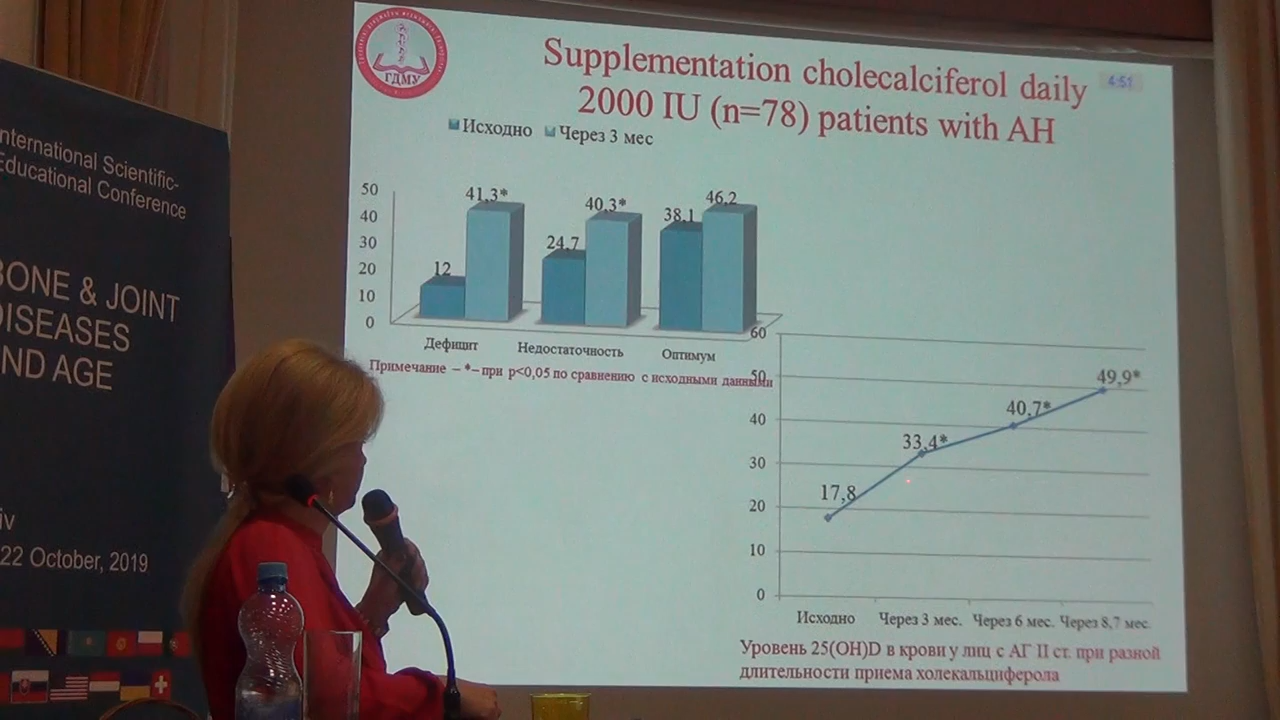 nternational Scientific-
Educational Conference
BONE & JOINT
DISEASES
AND AGE
iv
22 October, 2019
ГДМУ
Supplementation cholecalciferol daily
2000 IU (n=78) patients with AH
4:51
Исходно Через 3 мес
50
40
30
20
10
0
12
41,3*
24,7
40,3*
38,1
46,2
Дефицит Недостаточность Оптимум
Примечание – *– при р<0,05 по сравнению с исходными данными
60
50
40
30
20
10
0
17,8
33,4*
40,7*
49,9*
Исходно Через 3 мес. Через 6 мес. Через 8,7 мес.
Уровень 25(OH)D в крови у лиц с АГ II ст. при разной
длительности приема холекальциферола